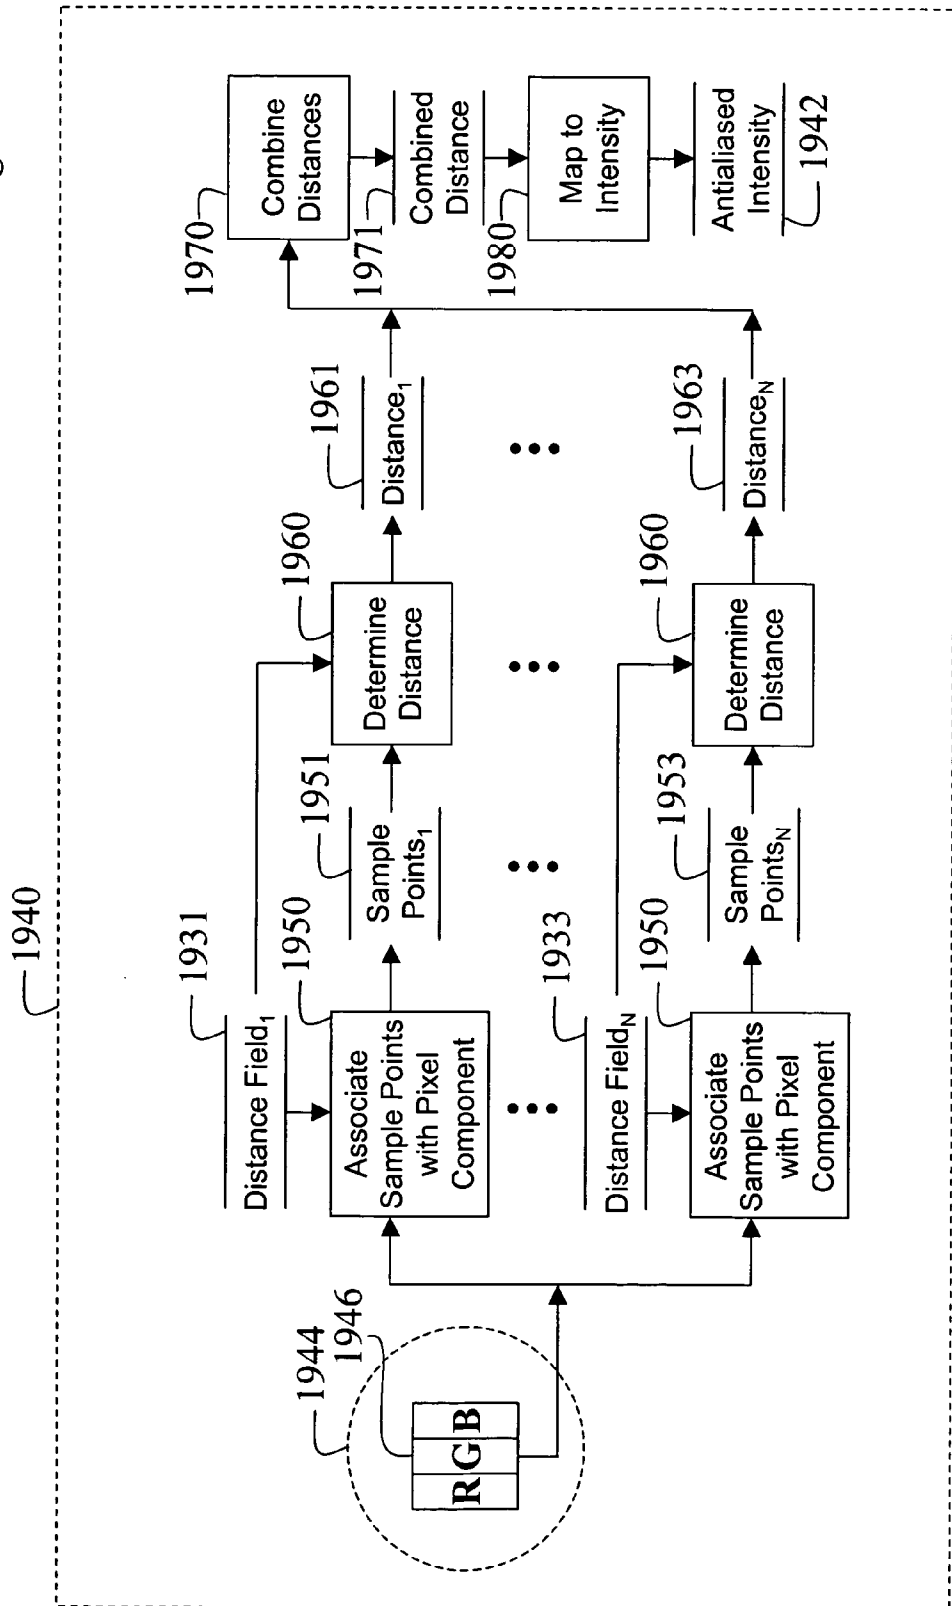 1940
1944
1946
R G B
1931
Distance Field1
1950
Associate
Sample Points
with Pixel
Component
1951
Sample
Points1
1960
Determine
Distance
1961
Distance1
1933
Distance FieldN
1950
Associate
Sample Points
with Pixel
Component
1953
Sample
PointsN
1960
Determine
Distance
1963
DistanceN
1970
Combine
Distances
1971
Combined
Distance
1980
Map to
Intensity
Antialiased
Intensity
1942